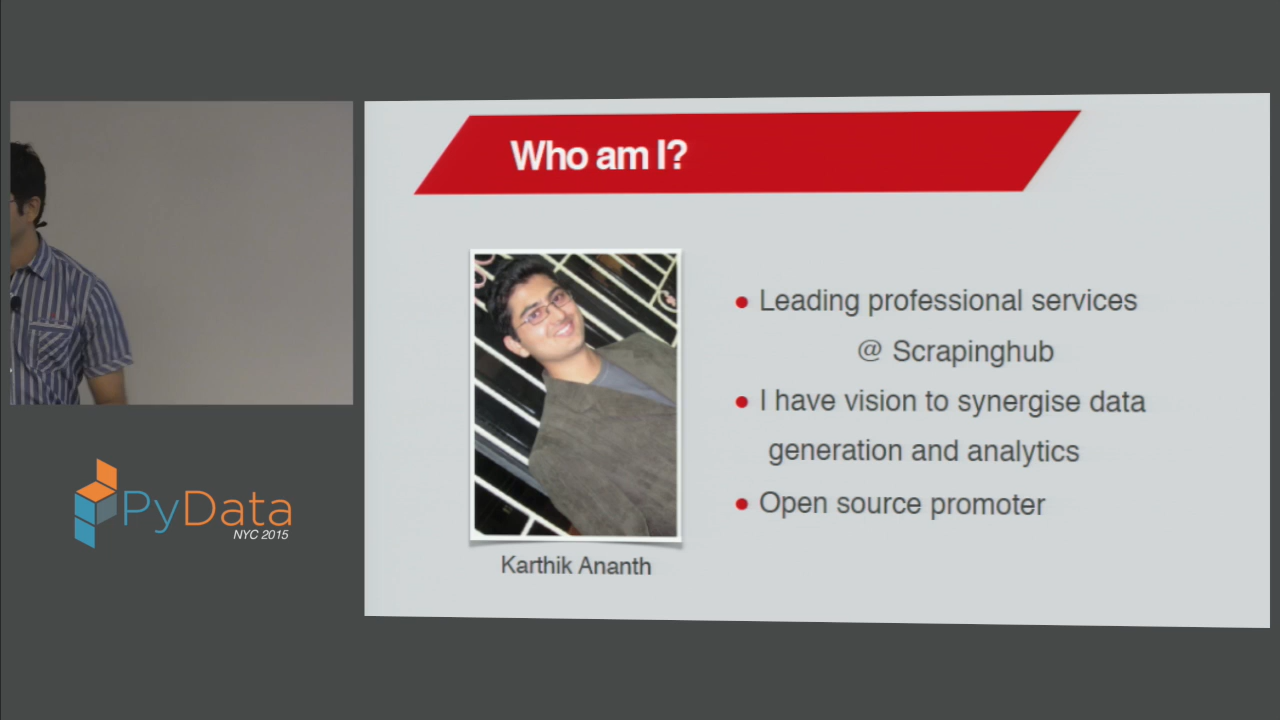 Who am I?
Leading professional services
@ Scrapinghub
I have vision to synergise data
generation and analytics
Open source promoter
Karthik Ananth
PyData
NYC 2015